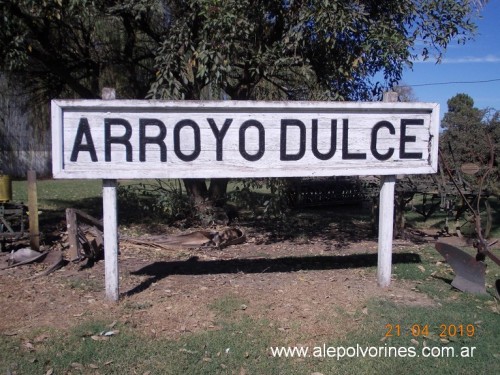 ARROYO DULCE
21 04 2019
www.alepolvorines.com.ar